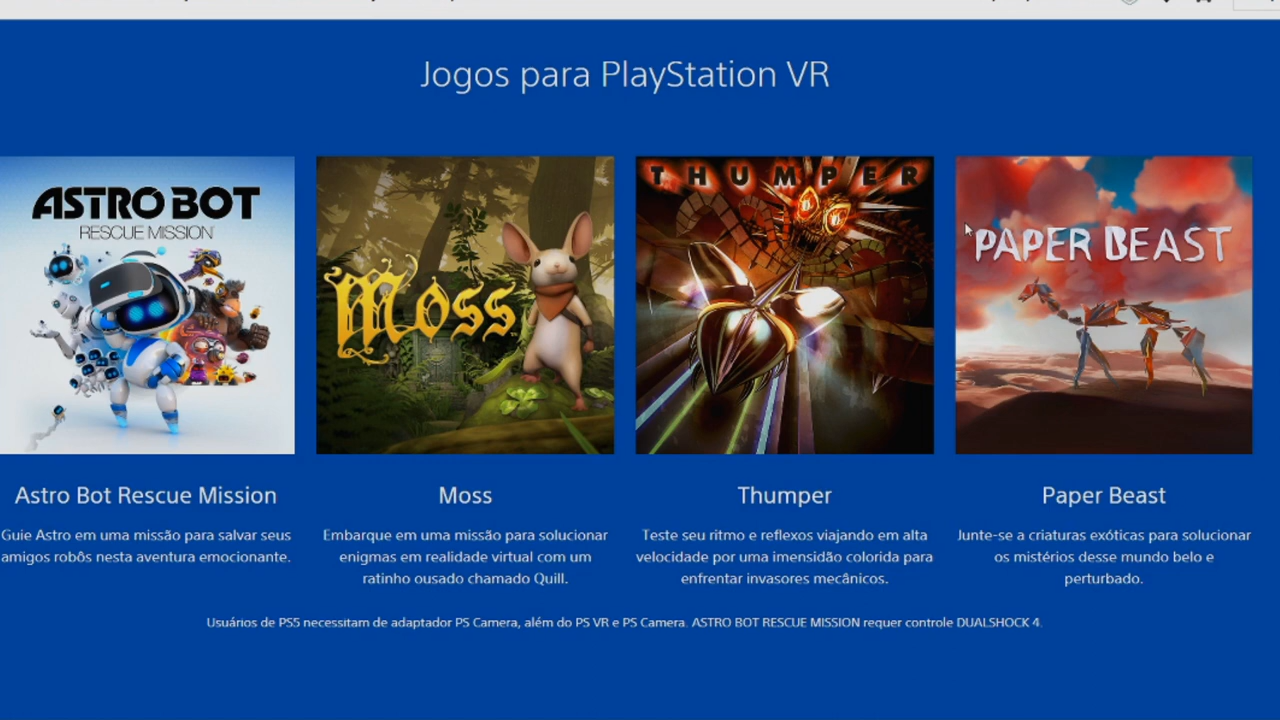 Jogos para PlayStation VR
ASTRO BOT
RESCUE MISSION
Moss
THUMPER
PAPER BEAST
Astro Bot Rescue Mission
Guie Astro em uma missão para salvar seus
amigos robôs nesta aventura emocionante.
Moss
Embarque em uma missão para solucionar
enigmas em realidade virtual com um
ratinho ousado chamado Quill.
Thumper
Teste seu ritmo e reflexos viajando em alta
velocidade por uma imensidão colorida para
enfrentar invasores mecânicos.
Paper Beast
Junte-se a criaturas exóticas para solucionar
os mistérios desse mundo belo e
perturbado.
Usuários de PS5 necessitam de adaptador PS Camera, além do PS VR e PS Camera. ASTRO BOT RESCUE MISSION requer controle DUALSHOCK 4.